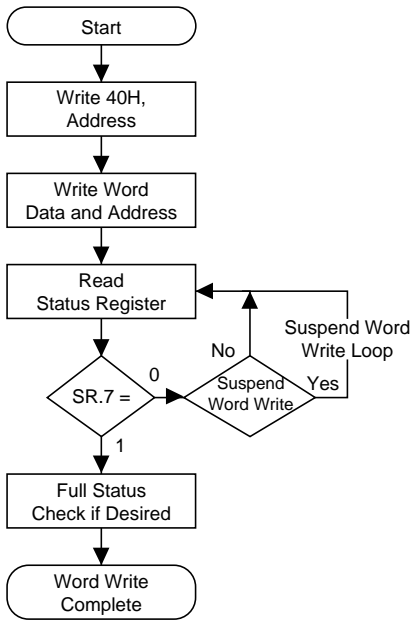 Start
Write 40H,
Address
Write Word
Data and Address
Read
Status Register
Suspend Word
Write Loop
No
Suspend
Word Write
Yes
0
SR.7 =
1
Full Status
Check if Desired
Word Write
Complete